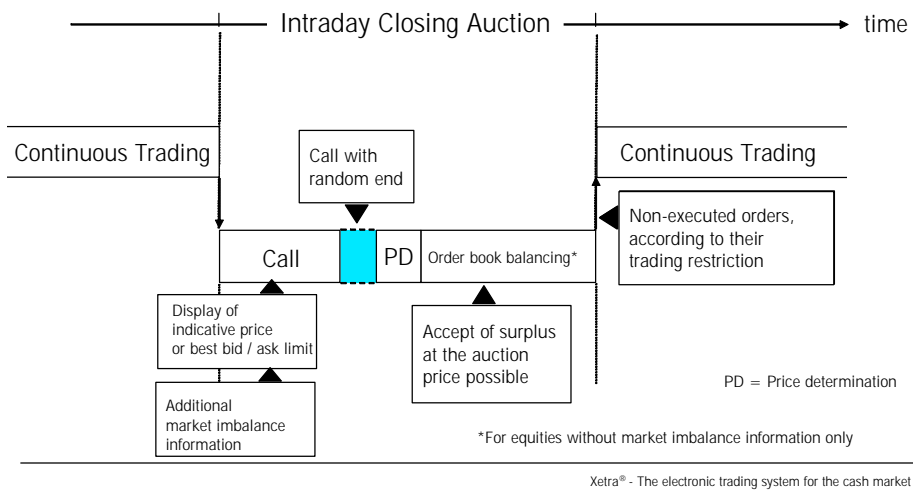 Intraday Closing Auction
time
Continuous Trading
Continuous Trading
Call with
random end
Non-executed orders,
according to their
trading restriction
Call
PD
Order book balancing*
Display of
indicative price
or best bid / ask limit
Accept of surplus
at the auction
price possible
PD = Price determination
Additional
market imbalance
information
*For equities without market imbalance information only
Xetra® - The electronic trading system for the cash market